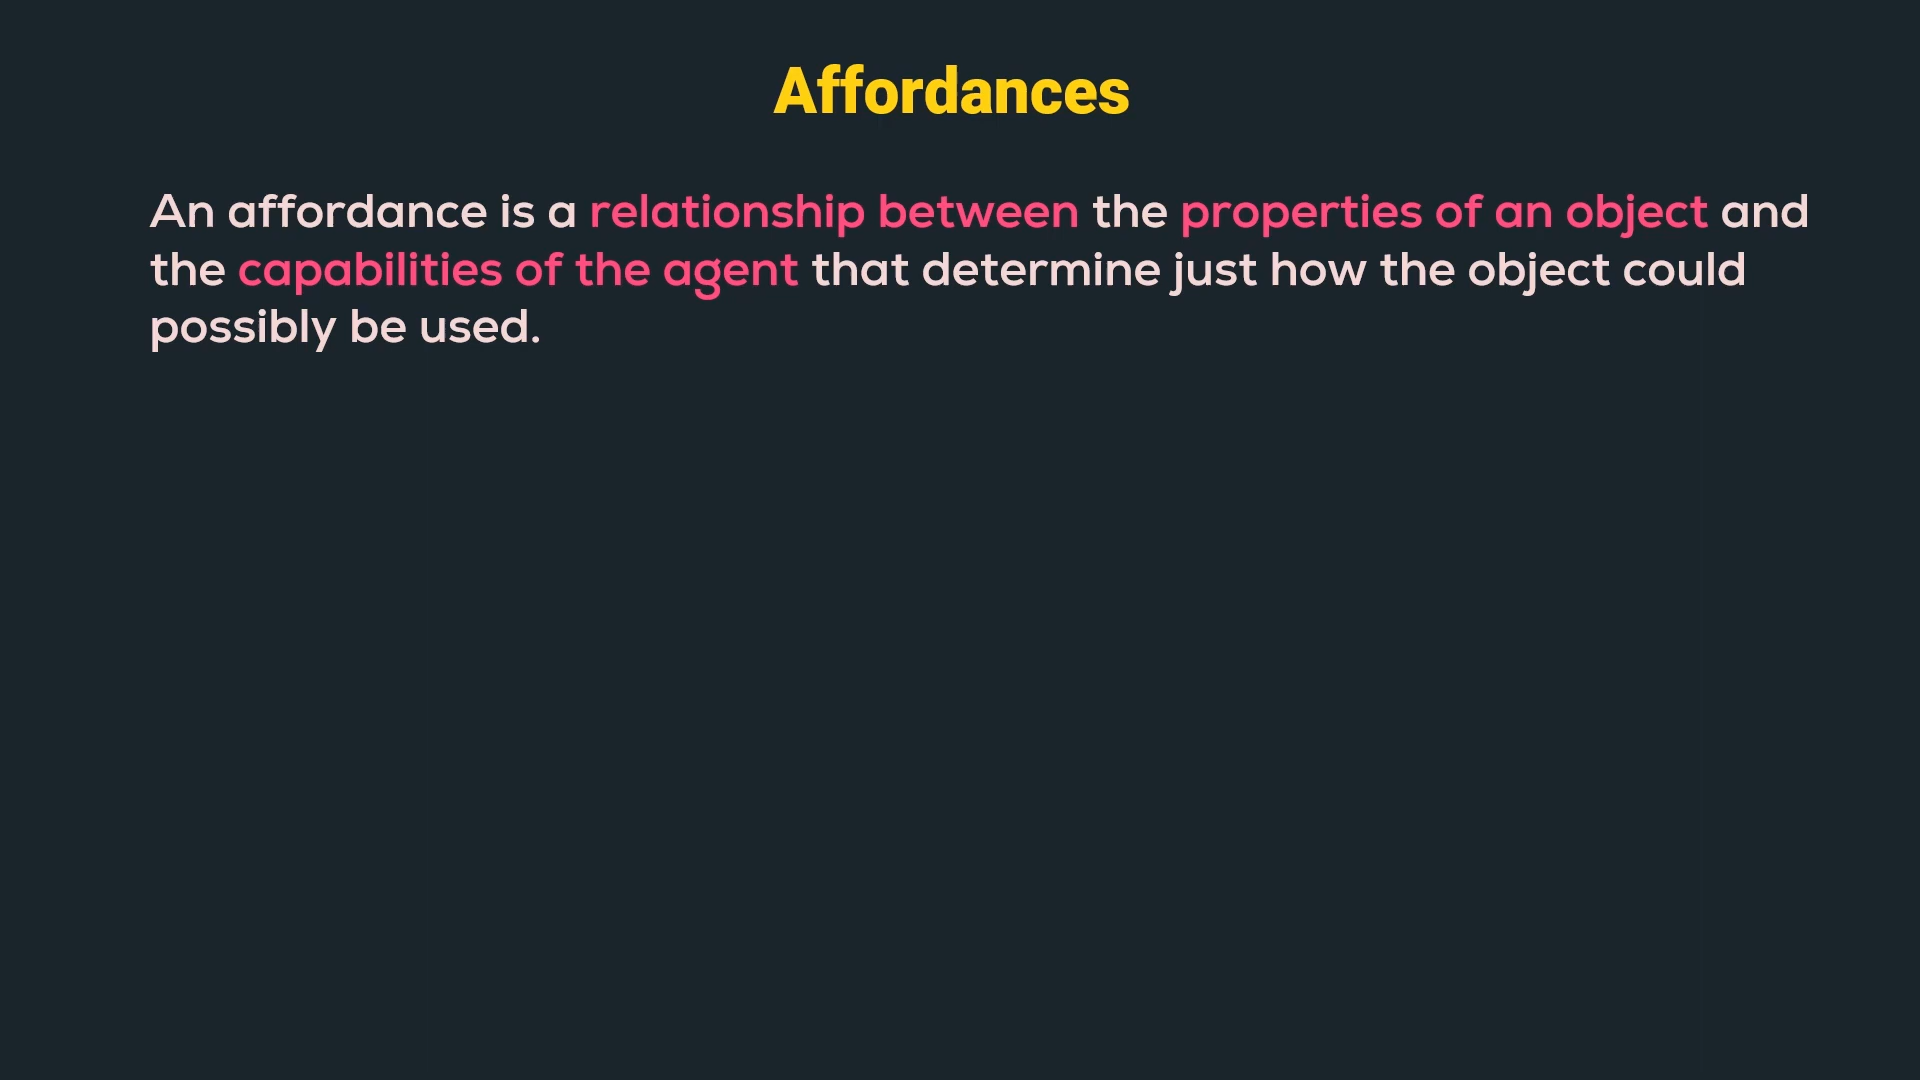 Affordances
An affordance is a relationship between the properties of an object and
the capabilities of the agent that determine just how the object could
possibly be used.